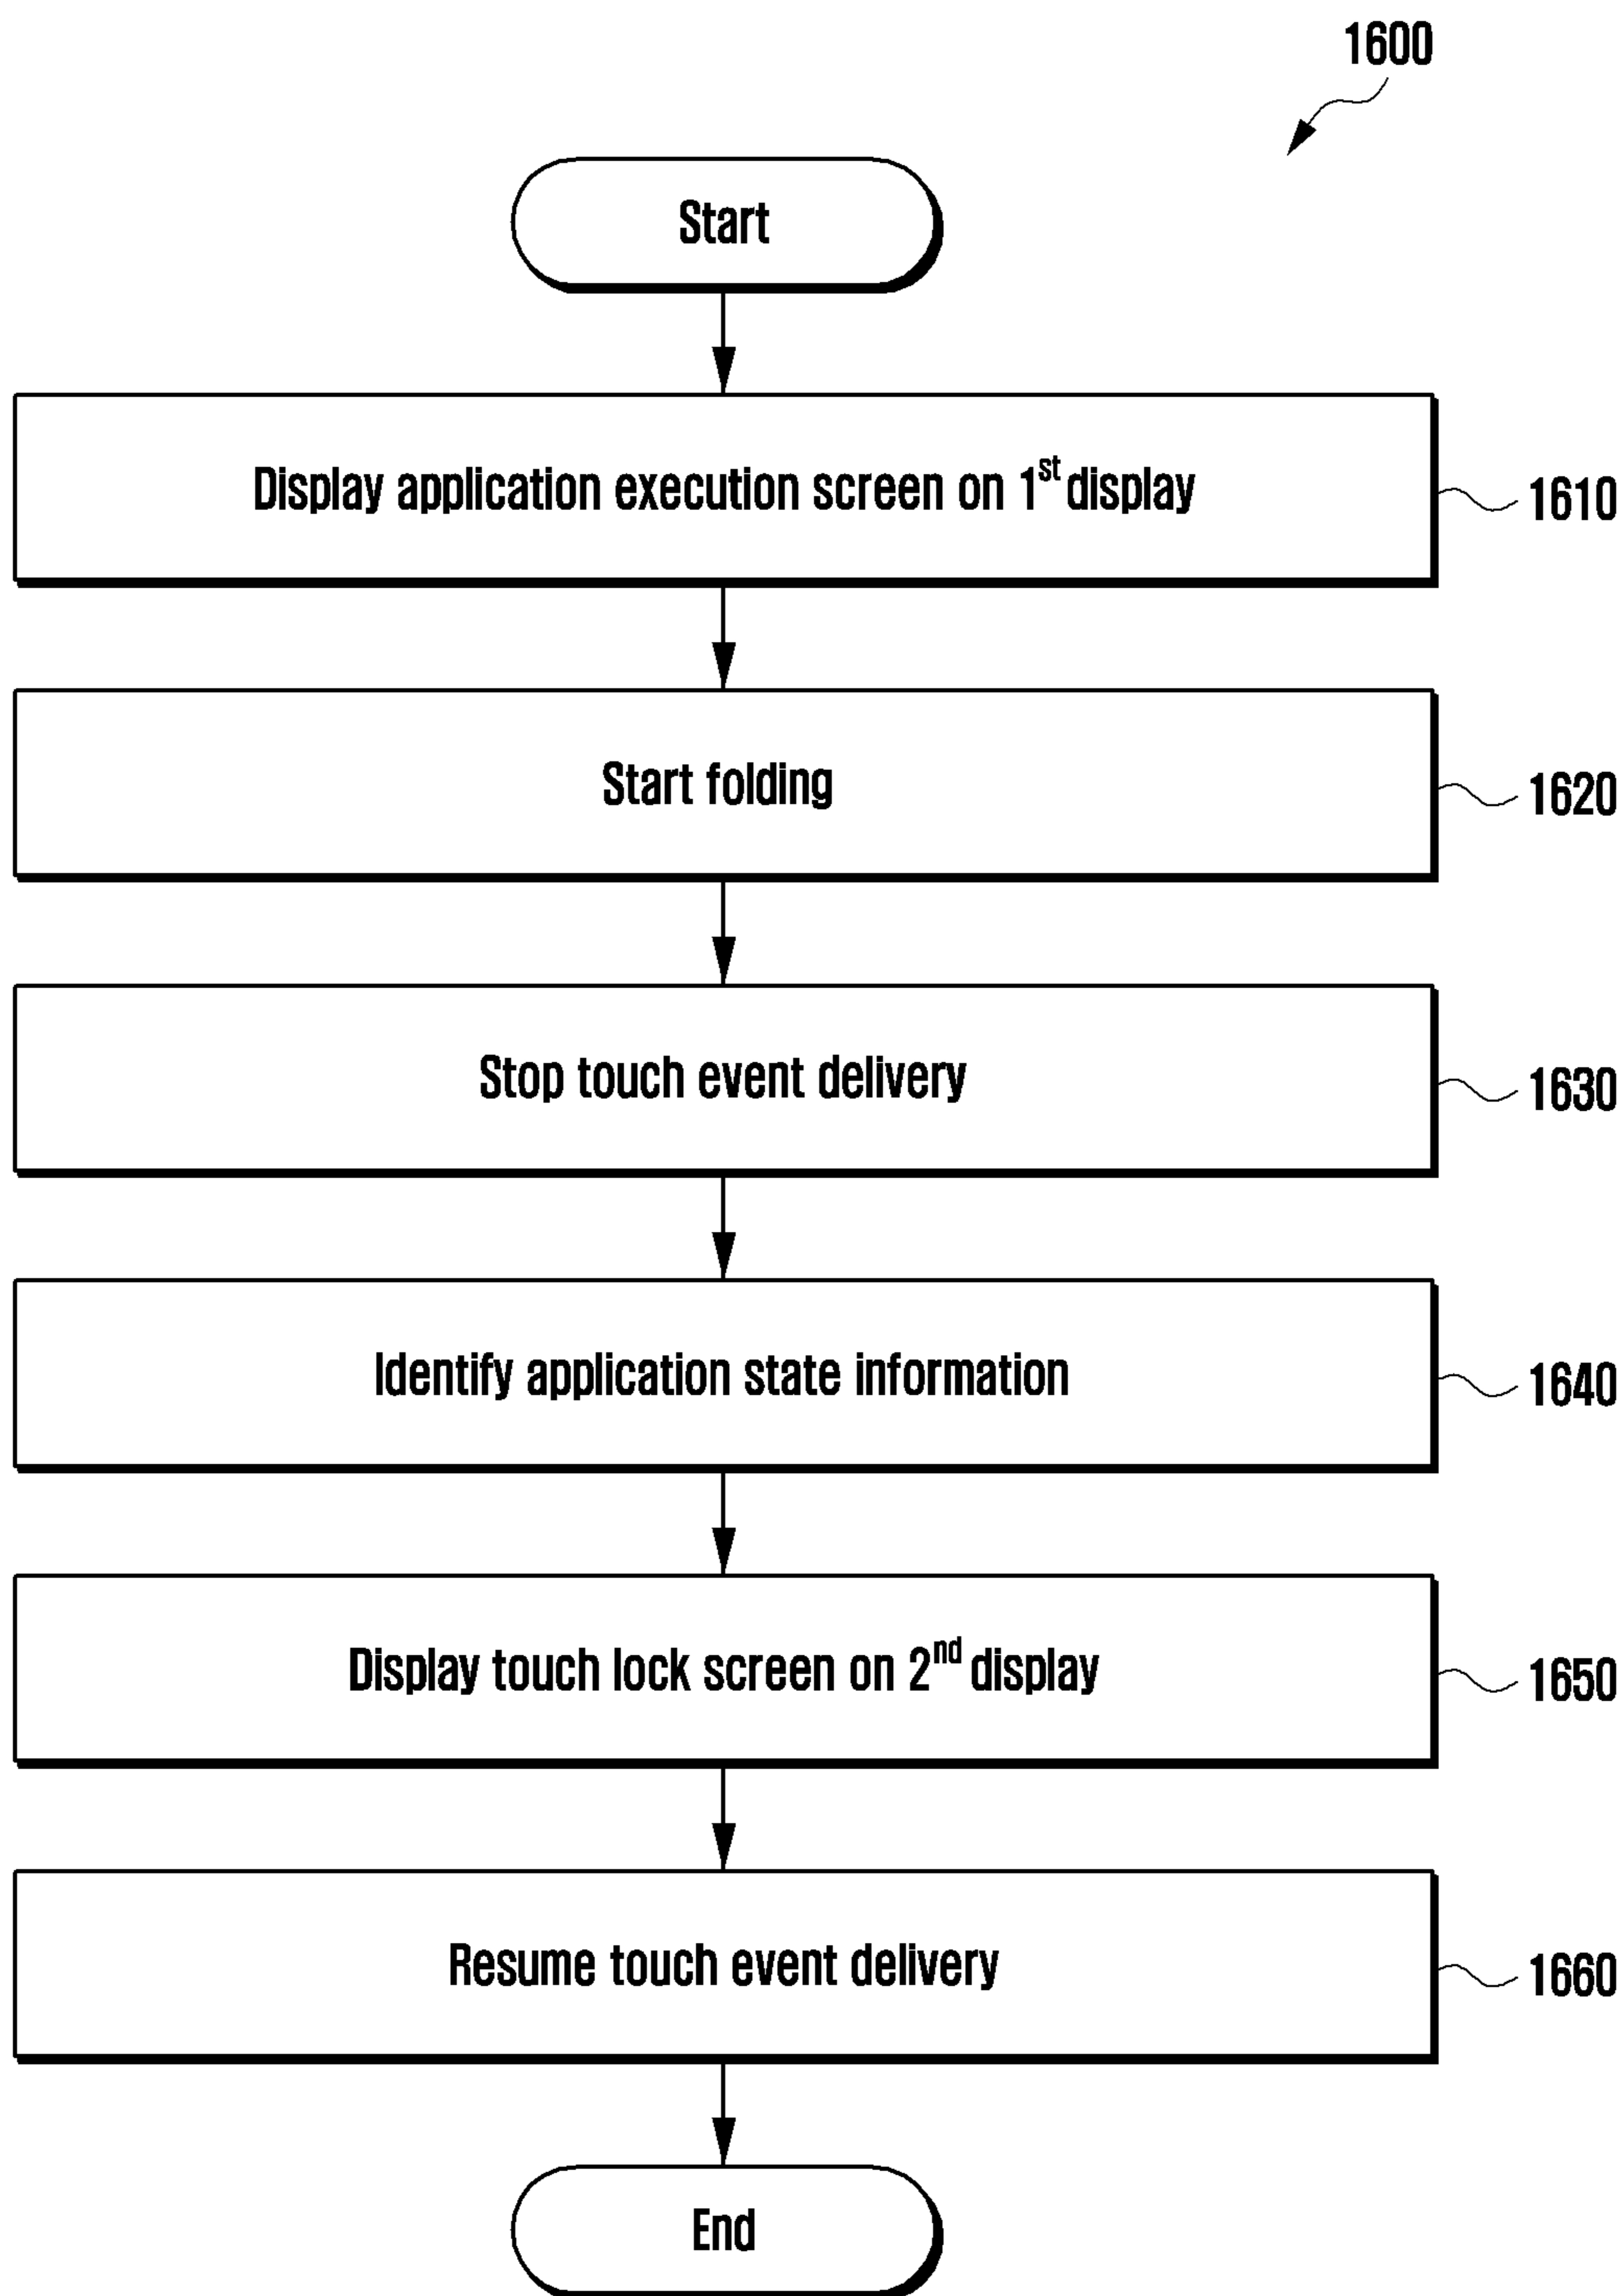 1600
Start
Display application execution screen on 1st display
1610
Start folding
1620
Stop touch event delivery
1630
Identify application state information
1640
Display touch lock screen on 2nd display
1650
Resume touch event delivery
1660
End